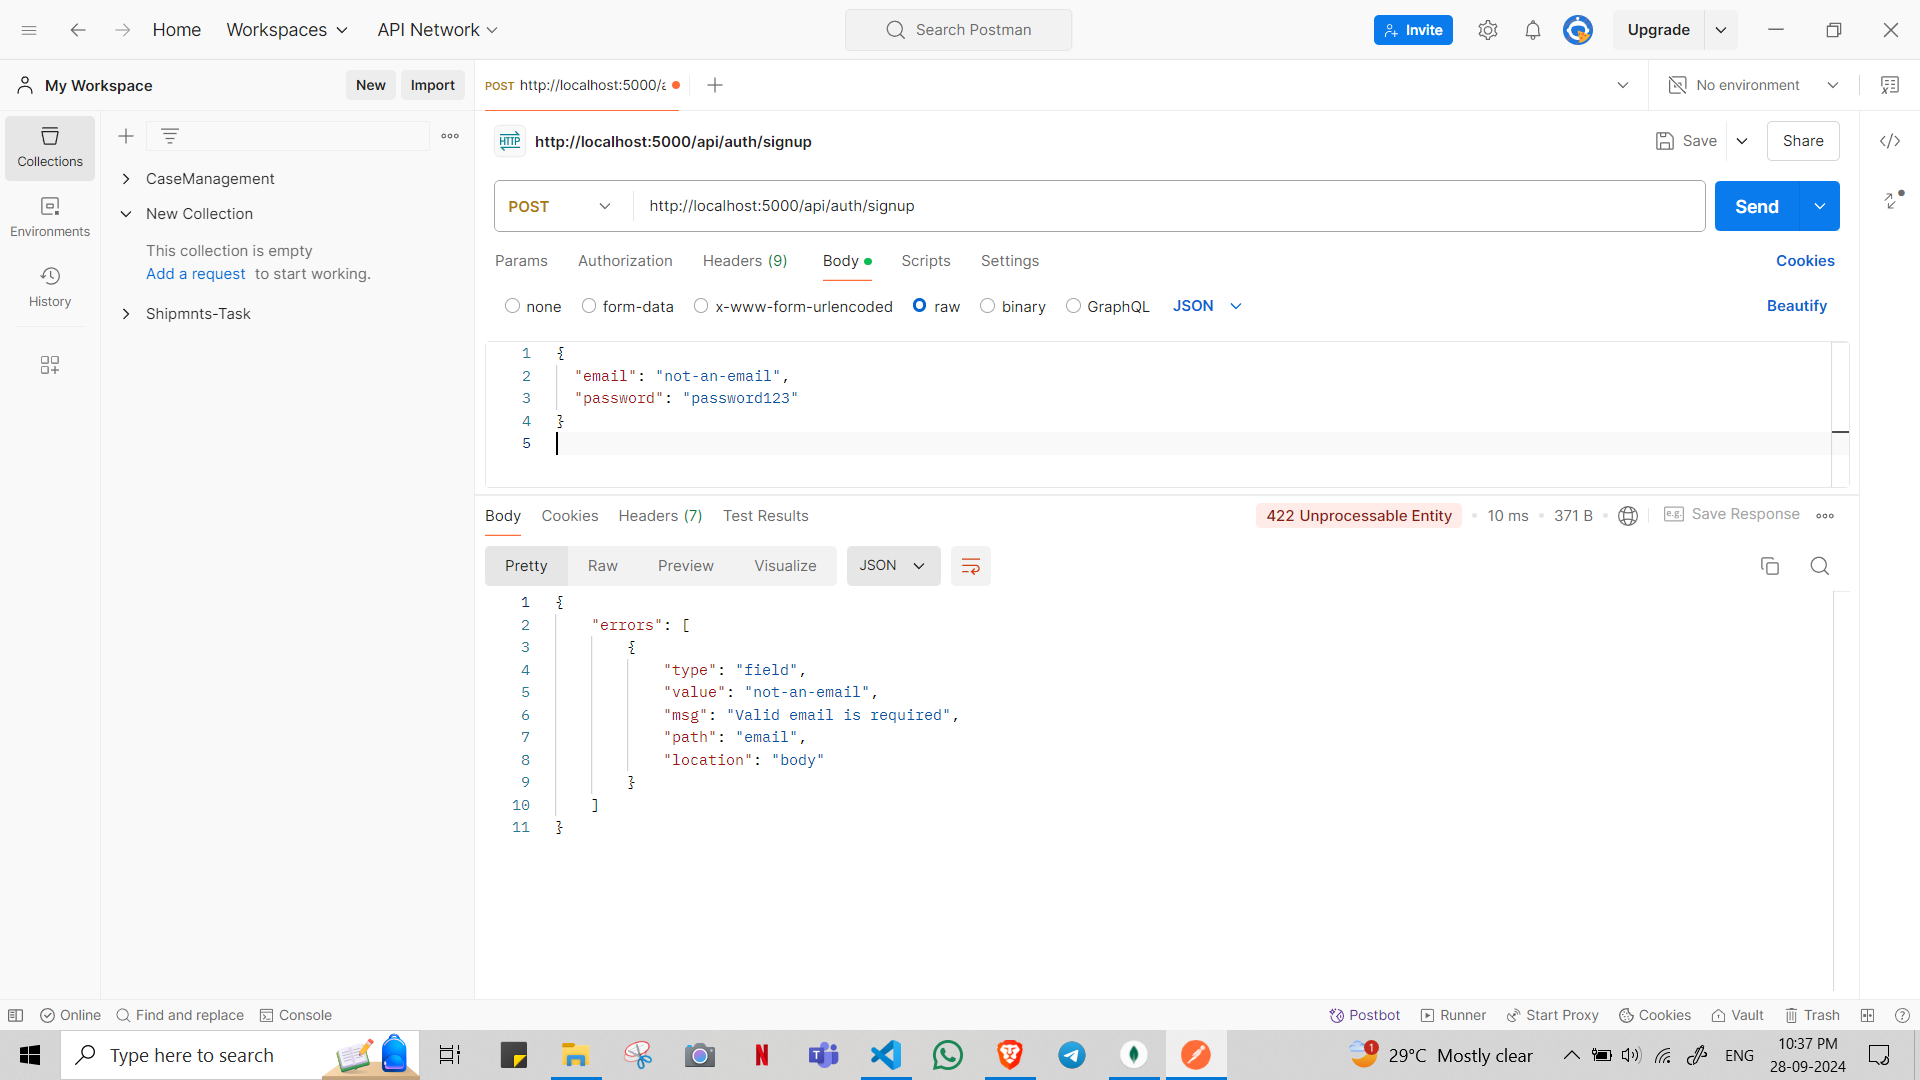 Home
Workspaces
API Network
Search Postman
Invite
Upgrade
My Workspace
New
Import
POST http://localhost:5000/a
No environment
Collections
Environments
History
CaseManagement
New Collection
This collection is empty
Add a request to start working.
Shipmnts-Task
HTTP
http://localhost:5000/api/auth/signup
Save
Share
POST
http://localhost:5000/api/auth/signup
Send
Params
Authorization
Headers (9)
Body
Scripts
Settings
Cookies
none
form-data
x-www-form-urlencoded
raw
binary
GraphQL
JSON
Beautify
1 {
2 "email": "not-an-email",
3 "password": "password123"
4 }
5
Body
Cookies
Headers (7)
Test Results
422 Unprocessable Entity
10 ms
371 B
e.g.
Save Response
Pretty
Raw
Preview
Visualize
JSON
1 {
2 "errors": [
3 {
4 "type": "field",
5 "value": "not-an-email",
6 "msg": "Valid email is required",
7 "path": "email",
8 "location": "body"
9 }
10 ]
11 }
Online
Find and replace
Console
Postbot
Runner
Start Proxy
Cookies
Vault
Trash
Type here to search
1
29°C Mostly clear
ENG
10:37 PM
28-09-2024